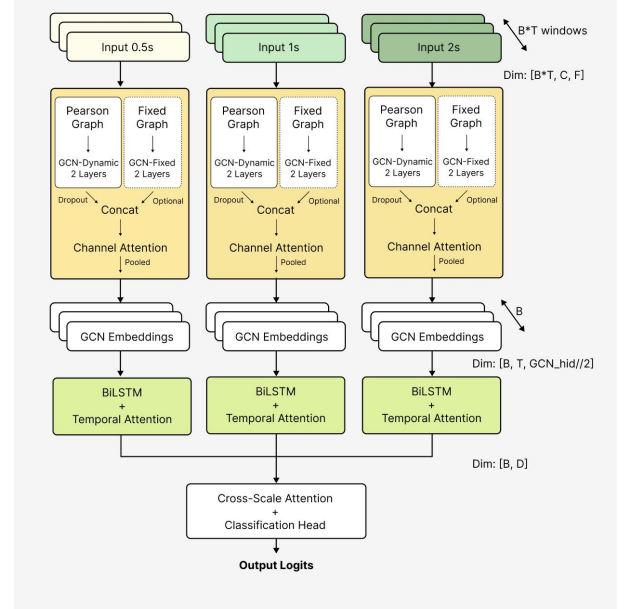 Input 0.5s
Input 1s
Input 2s
B*T windows
Dim: [B*T, C, F]
Pearson
Graph
GCN-Dynamic
2 Layers
Fixed
Graph
GCN-Fixed
2 Layers
Dropout
Optional
Concat
Channel Attention
Pooled
Pearson
Graph
GCN-Dynamic
2 Layers
Fixed
Graph
GCN-Fixed
2 Layers
Dropout
Optional
Concat
Channel Attention
Pooled
Pearson
Graph
GCN-Dynamic
2 Layers
Fixed
Graph
GCN-Fixed
2 Layers
Dropout
Optional
Concat
Channel Attention
Pooled
B
GCN Embeddings
GCN Embeddings
GCN Embeddings
Dim: [B, T, GCN_hid//2]
BiLSTM
+
Temporal Attention
BiLSTM
+
Temporal Attention
BiLSTM
+
Temporal Attention
Dim: [B, D]
Cross-Scale Attention
+
Classification Head
Output Logits